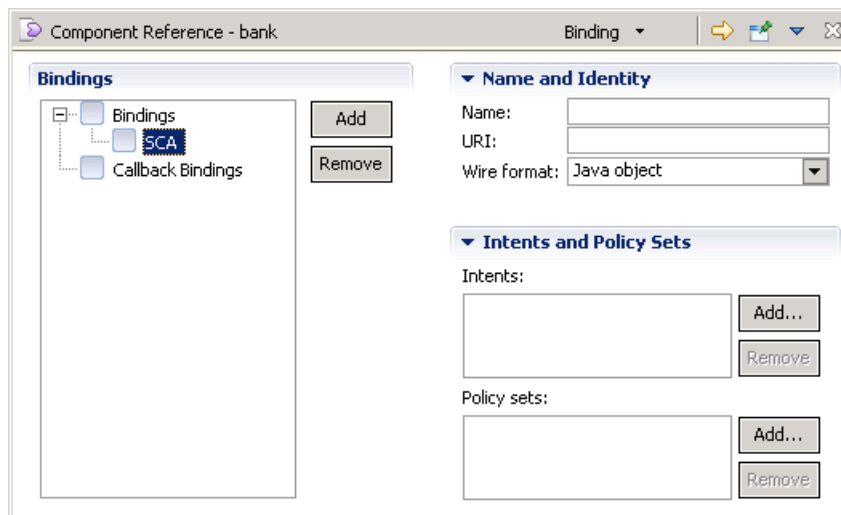 Component Reference - bank
Binding
Bindings
Bindings
SCA
Callback Bindings
Add
Remove
Name and Identity
Name:
URI:
Wire format: Java object
Intents and Policy Sets
Intents:
Add...
Remove
Policy sets:
Add...
Remove